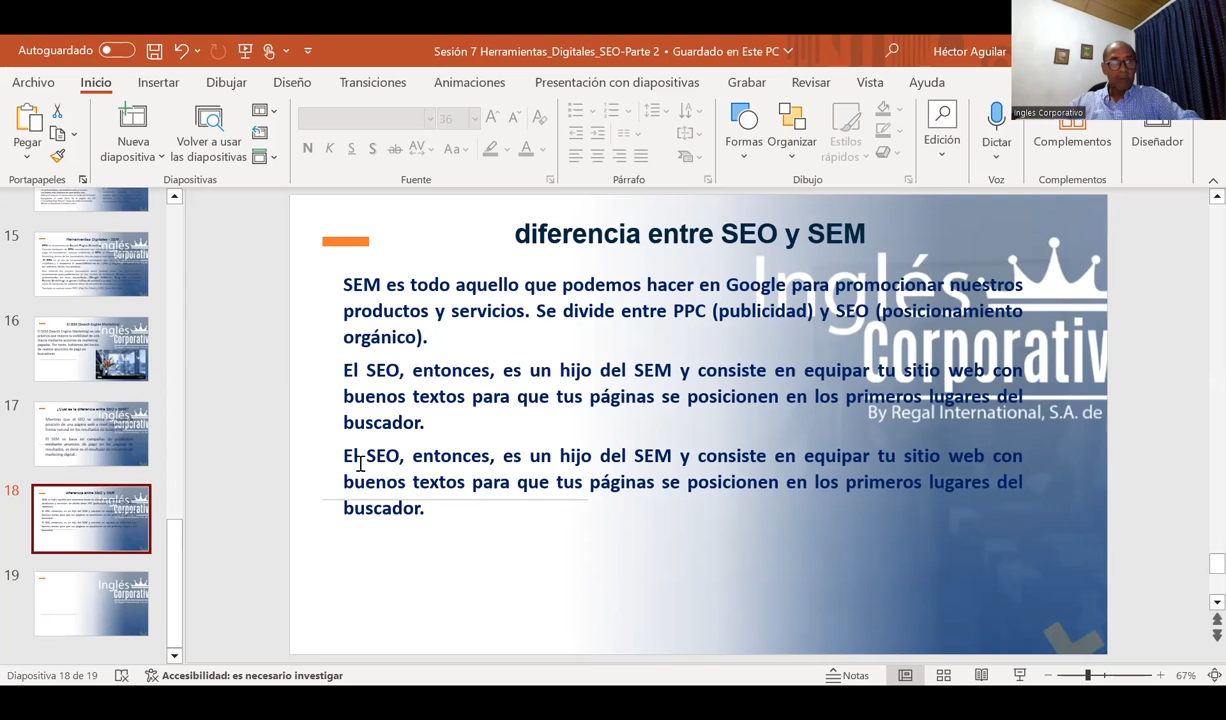 Autoguardado
Sesión 7 Herramientas_Digitales_SEO-Parte 2 • Guardado en Este PC
Héctor Aguilar
Archivo Inicio Insertar Dibujar Diseño Transiciones Animaciones Presentación con diapositivas Grabar Revisar Vista Ayuda
Ingles Corporativo
Pegar
Nueva diapositiva
Volver a usar las diapositivas
36
N K S S ab AV Aa
Formas Organizar Estilos rápidos
Edición
Dictar
Complementos
Diseñador
Portapapeles Diapositivas Fuente Párrafo Dibujo Voz Complementos
15
16
17
18
19
diferencia entre SEO y SEM
SEM es todo aquello que podemos hacer en Google para promocionar nuestros
productos y servicios. Se divide entre PPC (publicidad) y SEO (posicionamiento
orgánico).
El SEO, entonces, es un hijo del SEM y consiste en equipar tu sitio web con
buenos textos para que tus páginas se posicionen en los primeros lugares del
buscador.
El SEO, entonces, es un hijo del SEM y consiste en equipar tu sitio web con
buenos textos para que tus páginas se posicionen en los primeros lugares del
buscador.
Inglés
Corporativo
By Regal International, S.A. de
Diapositiva 18 de 19
Accesibilidad: es necesario investigar
Notas
67%